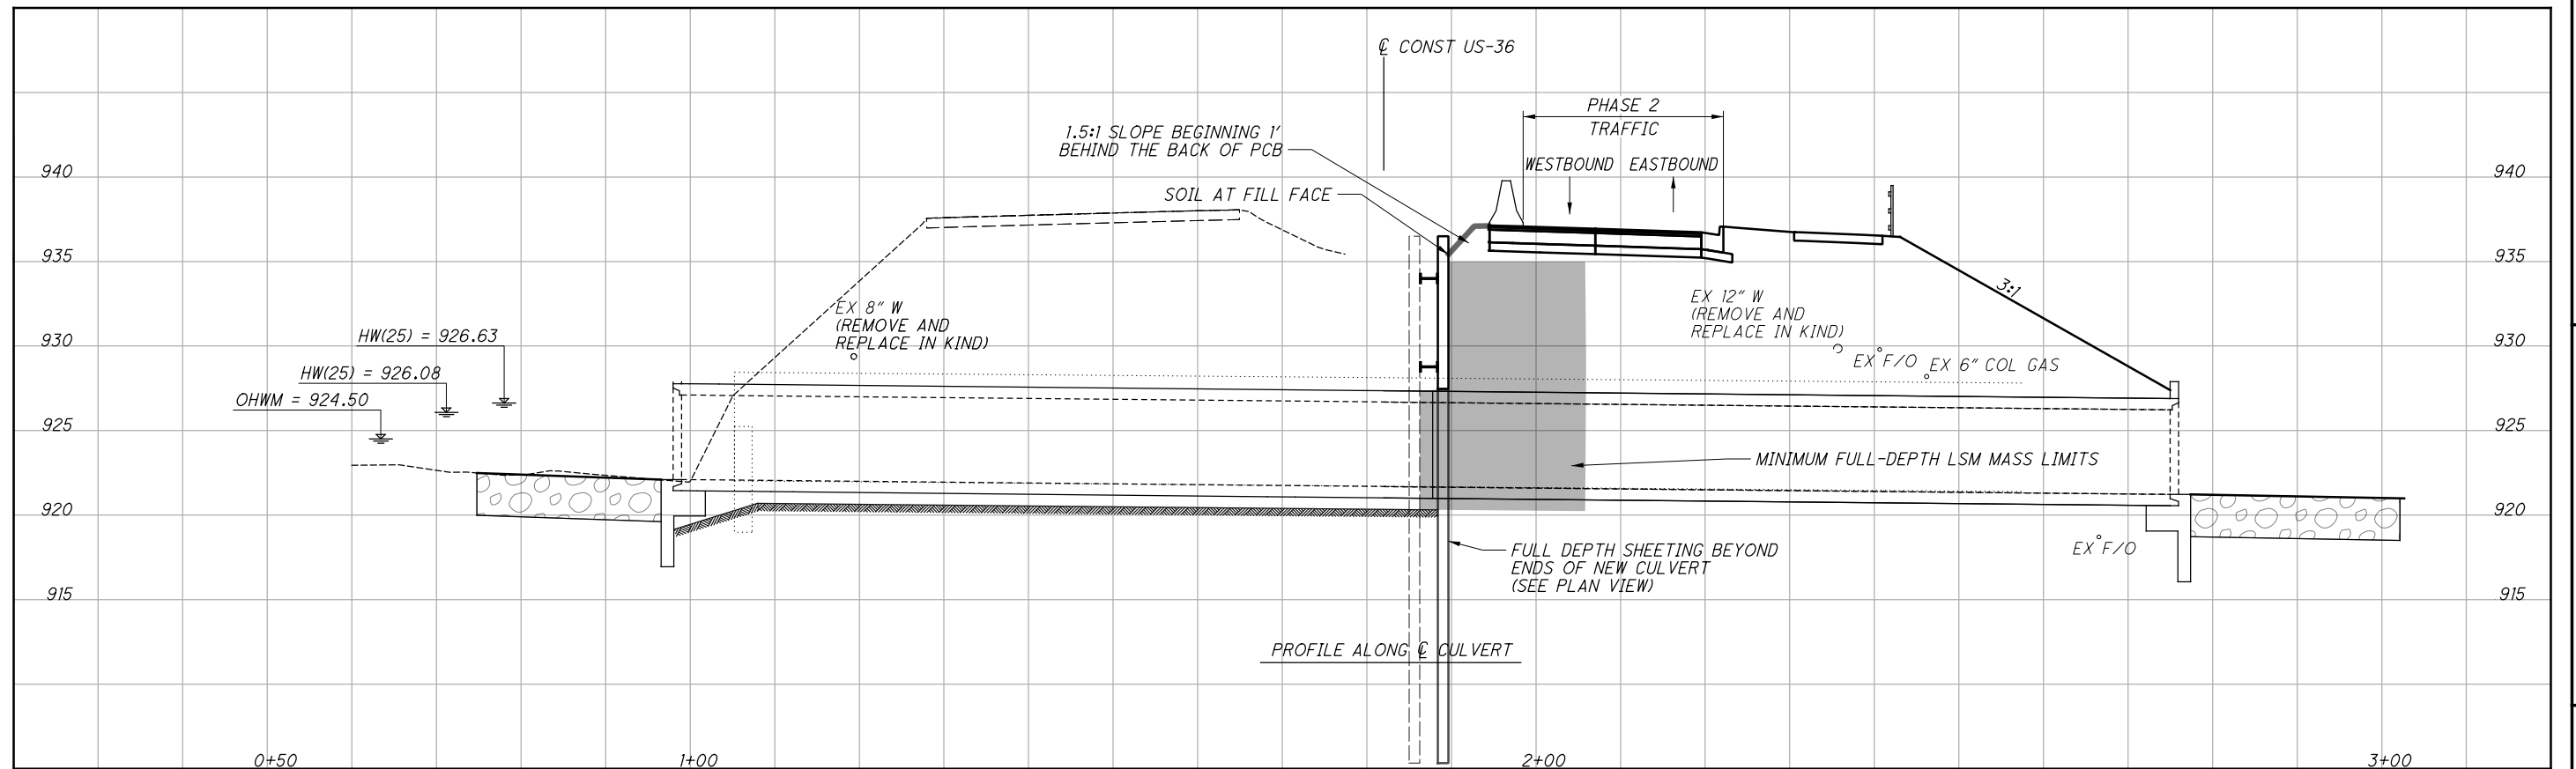 ℄ CONST US-36
PHASE 2
TRAFFIC
1.5:1 SLOPE BEGINNING 1'
BEHIND THE BACK OF PCB
WESTBOUND EASTBOUND
940
940
SOIL AT FILL FACE
935
935
3:1
EX 8" W
(REMOVE AND
REPLACE IN KIND)
EX 12" W
(REMOVE AND
REPLACE IN KIND)
HW(25) = 926.63
930
930
EX F/O
EX 6" COL GAS
HW(25) = 926.08
OHWM = 924.50
925
925
MINIMUM FULL-DEPTH LSM MASS LIMITS
920
920
FULL DEPTH SHEETING BEYOND
ENDS OF NEW CULVERT
(SEE PLAN VIEW)
EX F/O
915
915
PROFILE ALONG ℄ CULVERT
0+50
1+00
2+00
3+00